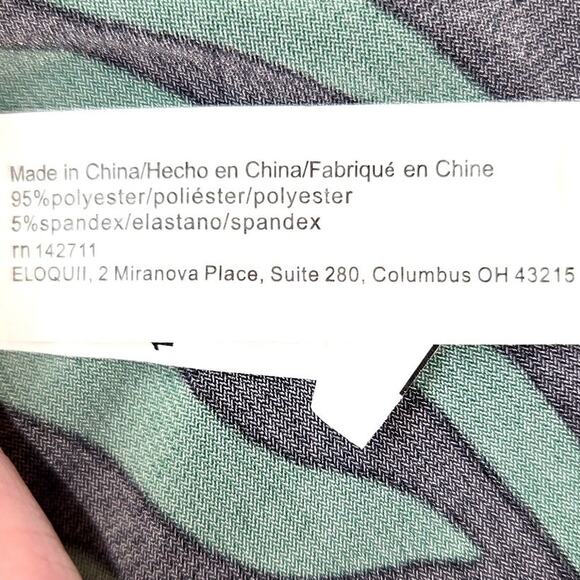 Made in China/Hecho en China/Fabriqué en Chine
95%polyester/poliéster/polyester
5%spandex/elastano/spandex
rn 142711
ELOQUII, 2 Miranova Place, Suite 280, Columbus OH 43215